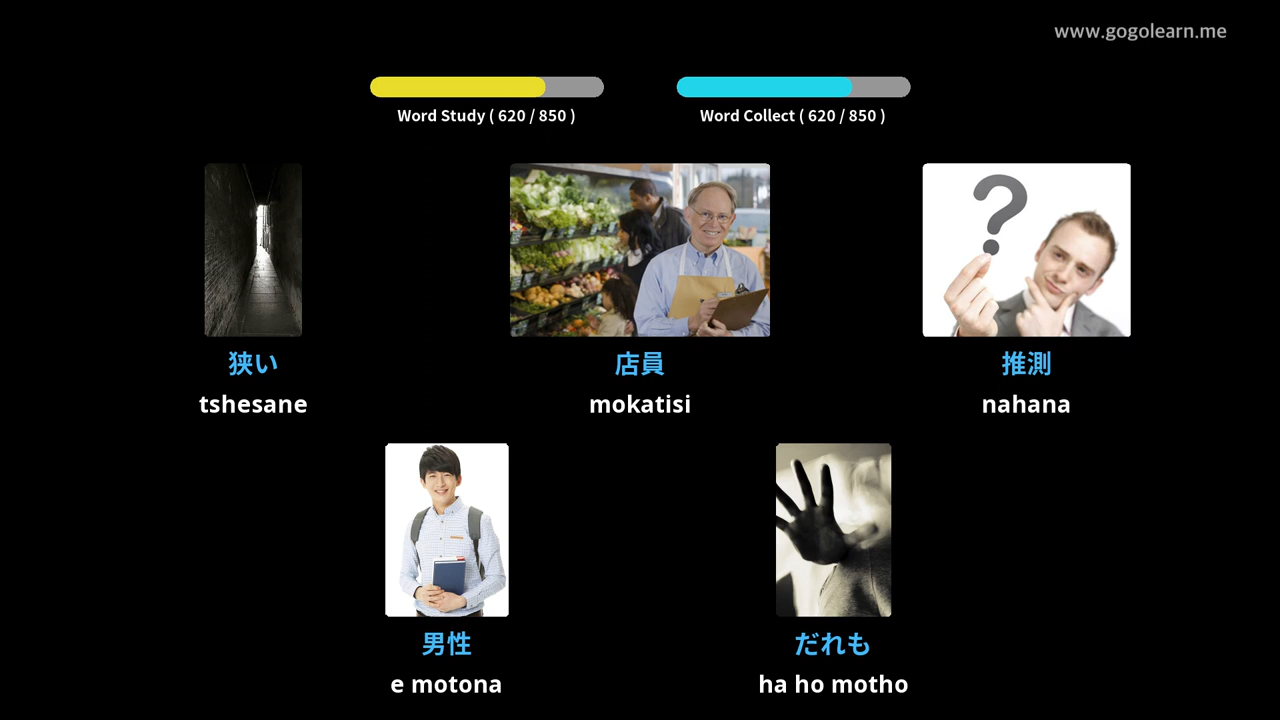 www.gogolearn.me
Word Study ( 620 / 850 )
Word Collect ( 620 / 850 )
狭い
tshesane
店員
mokatisi
推測
nahana
男性
e motona
だれも
ha ho motho